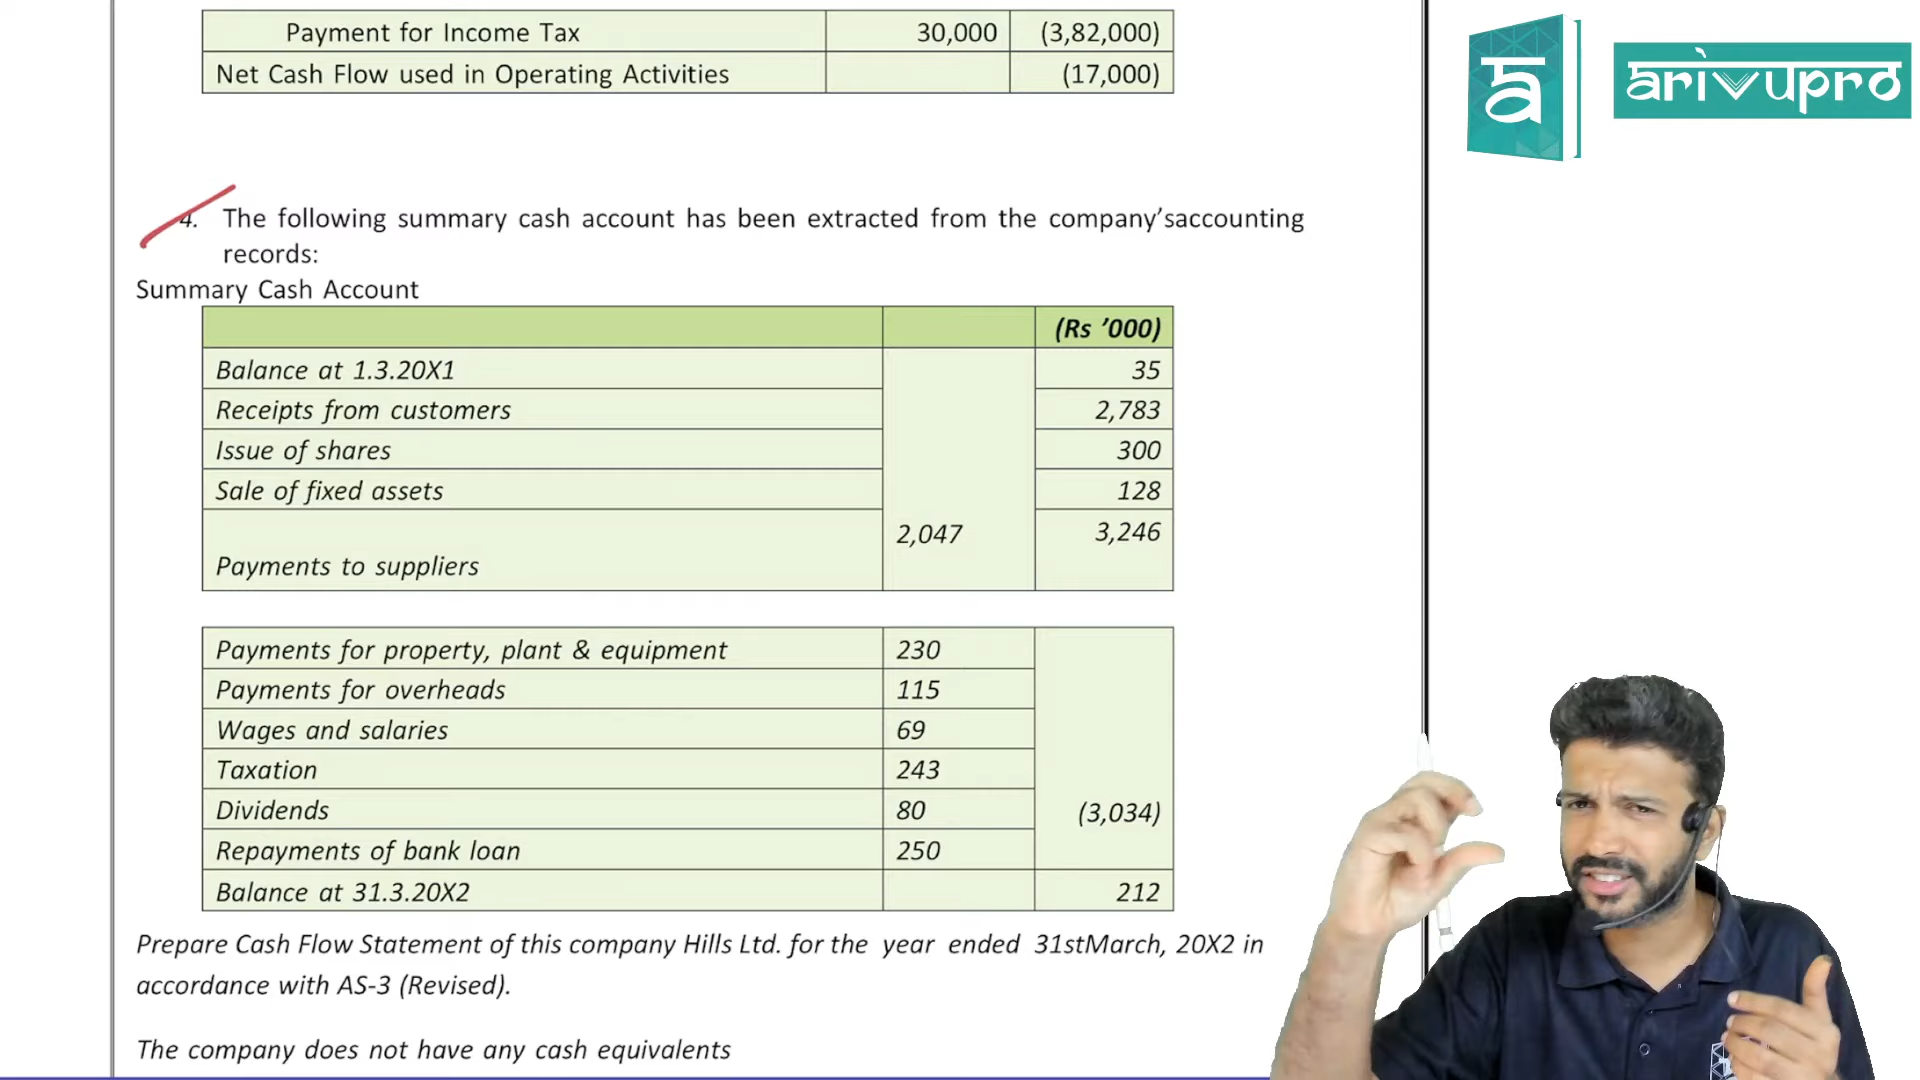 Payment for Income Tax 30,000 (3,82,000)
Net Cash Flow used in Operating Activities (17,000)
a
arivupro
4. The following summary cash account has been extracted from the company’saccounting
records:
Summary Cash Account
(Rs ’000)
Balance at 1.3.20X1 35
Receipts from customers 2,783
Issue of shares 300
Sale of fixed assets 128
2,047 3,246
Payments to suppliers
Payments for property, plant & equipment 230
Payments for overheads 115
Wages and salaries 69
Taxation 243
Dividends 80 (3,034)
Repayments of bank loan 250
Balance at 31.3.20X2 212
Prepare Cash Flow Statement of this company Hills Ltd. for the year ended 31stMarch, 20X2 in
accordance with AS-3 (Revised).
The company does not have any cash equivalents